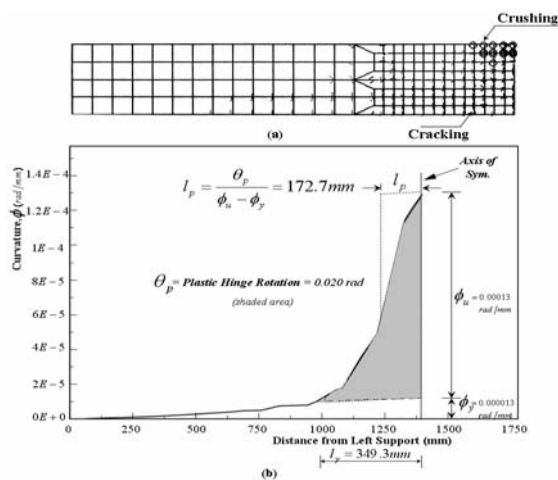 Crushing
(a)
Cracking
Curvature,ϕ(rad/mm)
1.4E−4
1.2E−4
1E−4
8E−5
6E−5
4E−5
2E−5
0E+0
l_p = θ_p / (ϕ_u − ϕ_y) = 172.7mm
l_p
Axis of
Sym.
θ_p = Plastic Hinge Rotation = 0.020 rad
(shaded area)
ϕ_u=0.00013
rad/mm
ϕ_y=0.000013
rad/mm
0
250
500
750
1000
1250
1500
1750
Distance from Left Support (mm)
= 349.3mm
(b)